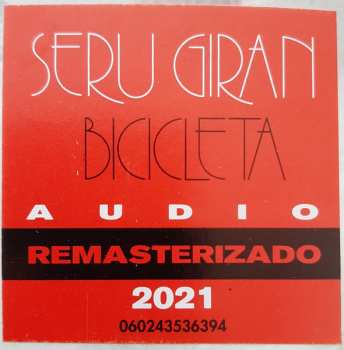 SERU GIRAN
BICICLETA
AUDIO
REMASTERIZADO
2021
060243536394